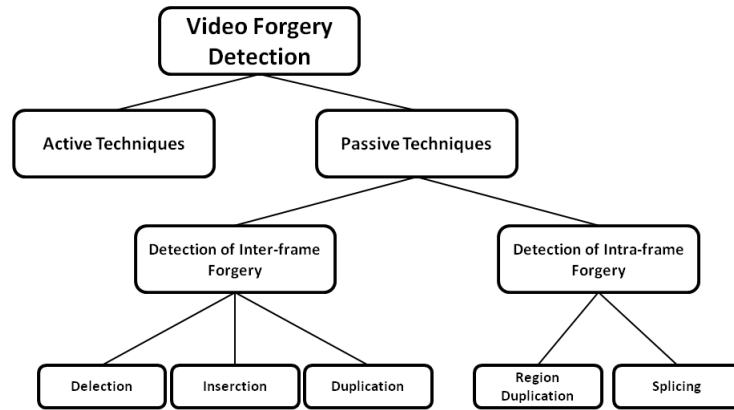 Video Forgery
Detection
Active Techniques
Passive Techniques
Detection of Inter-frame
Forgery
Detection of Intra-frame
Forgery
Delection
Inserction
Duplication
Region
Duplication
Splicing